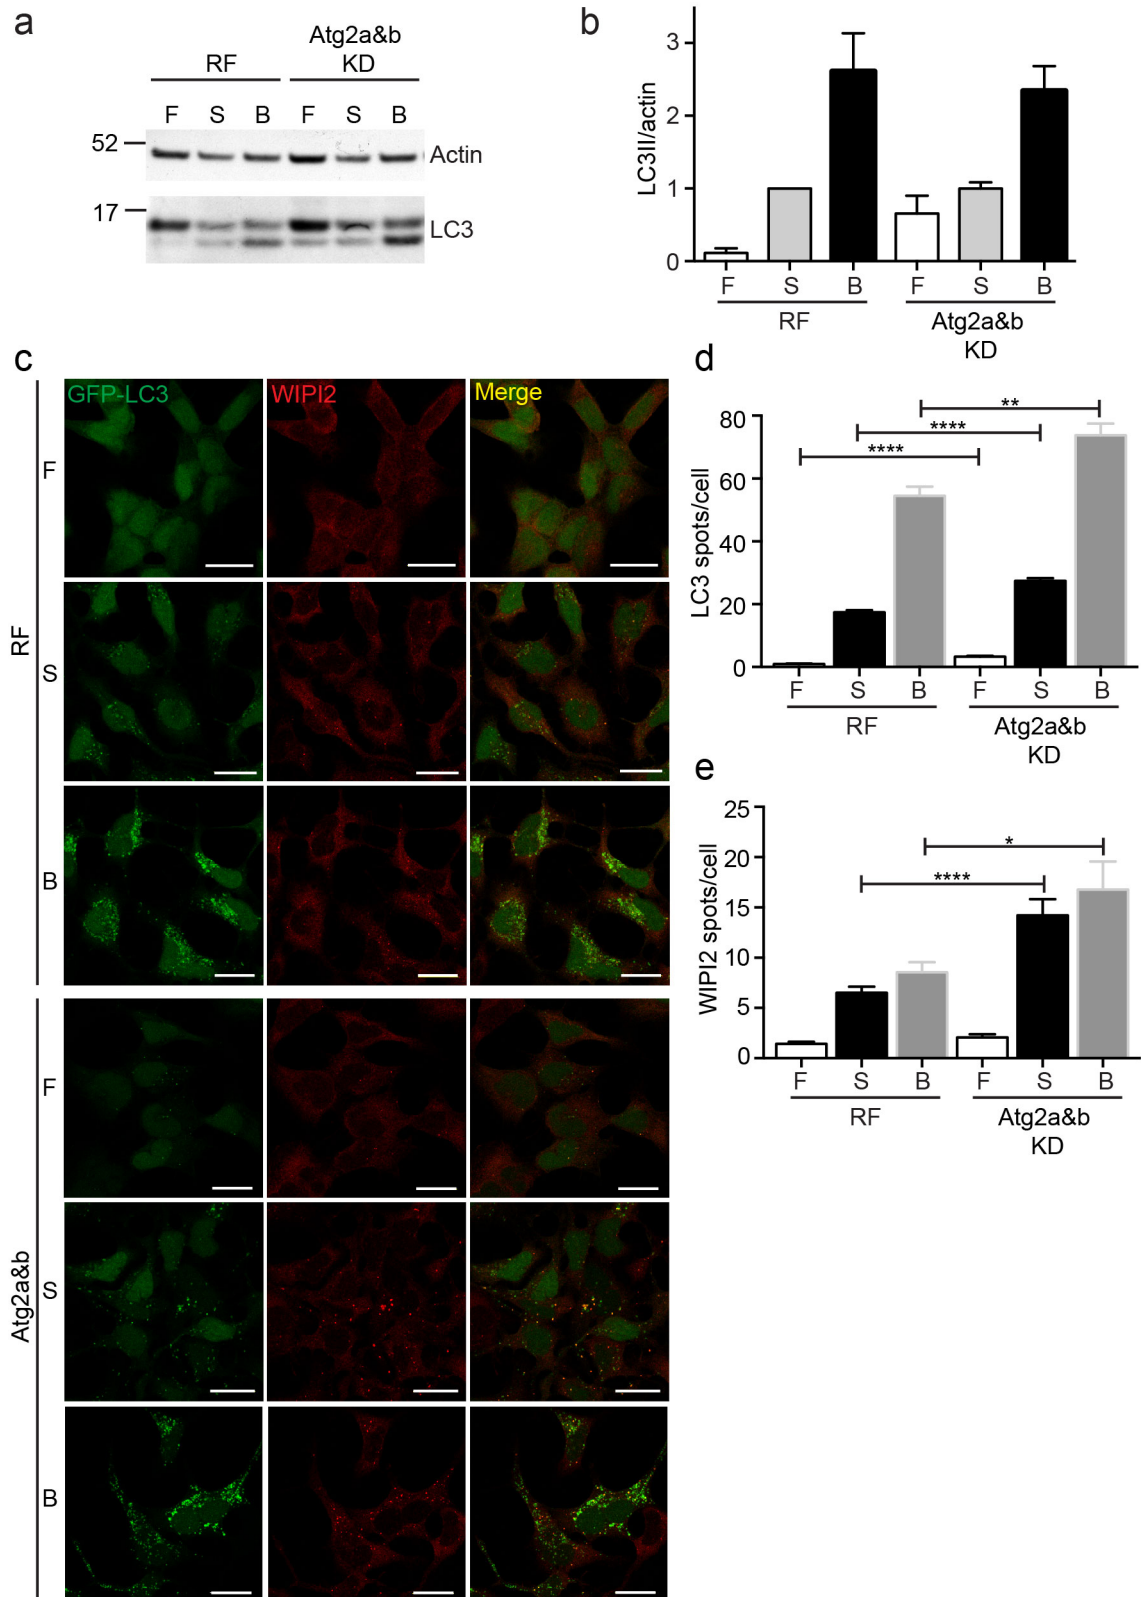 a
Atg2a&b
RF KD
F S B F S B
52
Actin
17
LC3
b
LC3II/actin
3
2
1
0
F S B F S B
RF Atg2a&b
KD
c
GFP-LC3 WIPI2 Merge
RF
F
S
B
Atg2a&b
F
S
B
d
LC3 spots/cell
80
60
40
20
0
**
****
****
F S B F S B
RF Atg2a&b
KD
e
WIPI2 spots/cell
25
20
15
10
5
0
*
****
F S B F S B
RF Atg2a&b
KD